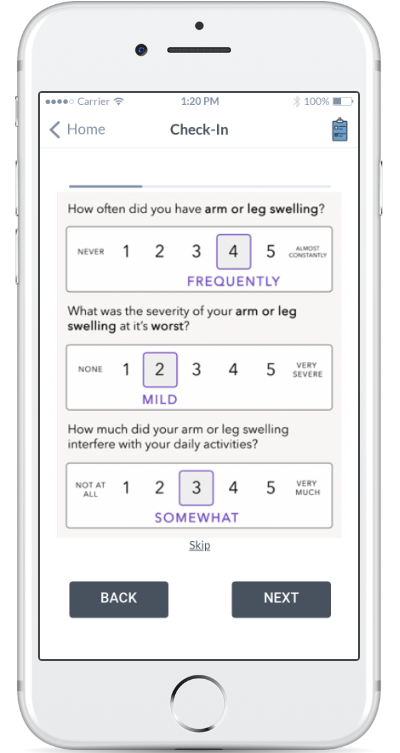 Carrier 1:20 PM 100%
Home Check-In
How often did you have arm or leg swelling?
NEVER 1 2 3 4 5 ALMOST CONSTANTLY
FREQUENTLY
What was the severity of your arm or leg
swelling at it's worst?
NONE 1 2 3 4 5 VERY SEVERE
MILD
How much did your arm or leg swelling
interfere with your daily activities?
NOT AT ALL 1 2 3 4 5 VERY MUCH
SOMEWHAT
Skip
BACK NEXT